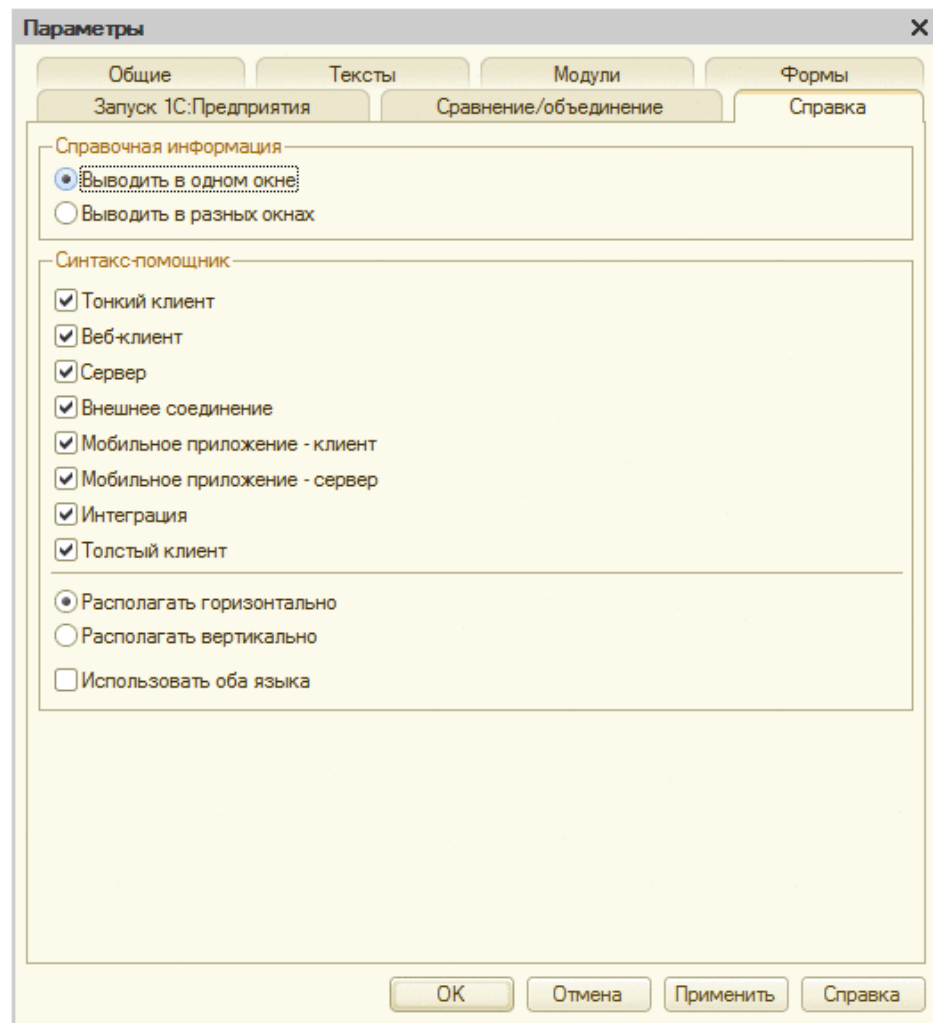 Параметры
Общие Тексты Модули Формы
Запуск 1С:Предприятия Сравнение/объединение Справка
Справочная информация
Выводить в одном окне
Выводить в разных окнах
Синтакс-помощник
Тонкий клиент
Веб-клиент
Сервер
Внешнее соединение
Мобильное приложение - клиент
Мобильное приложение - сервер
Интеграция
Толстый клиент
Располагать горизонтально
Располагать вертикально
Использовать оба языка
ОК Отмена Применить Справка